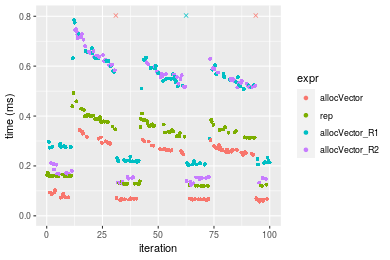 0.8
0.6
0.4
0.2
0.0
time (ms)
0
25
50
75
100
iteration
expr
allocVector
rep
allocVector_R1
allocVector_R2